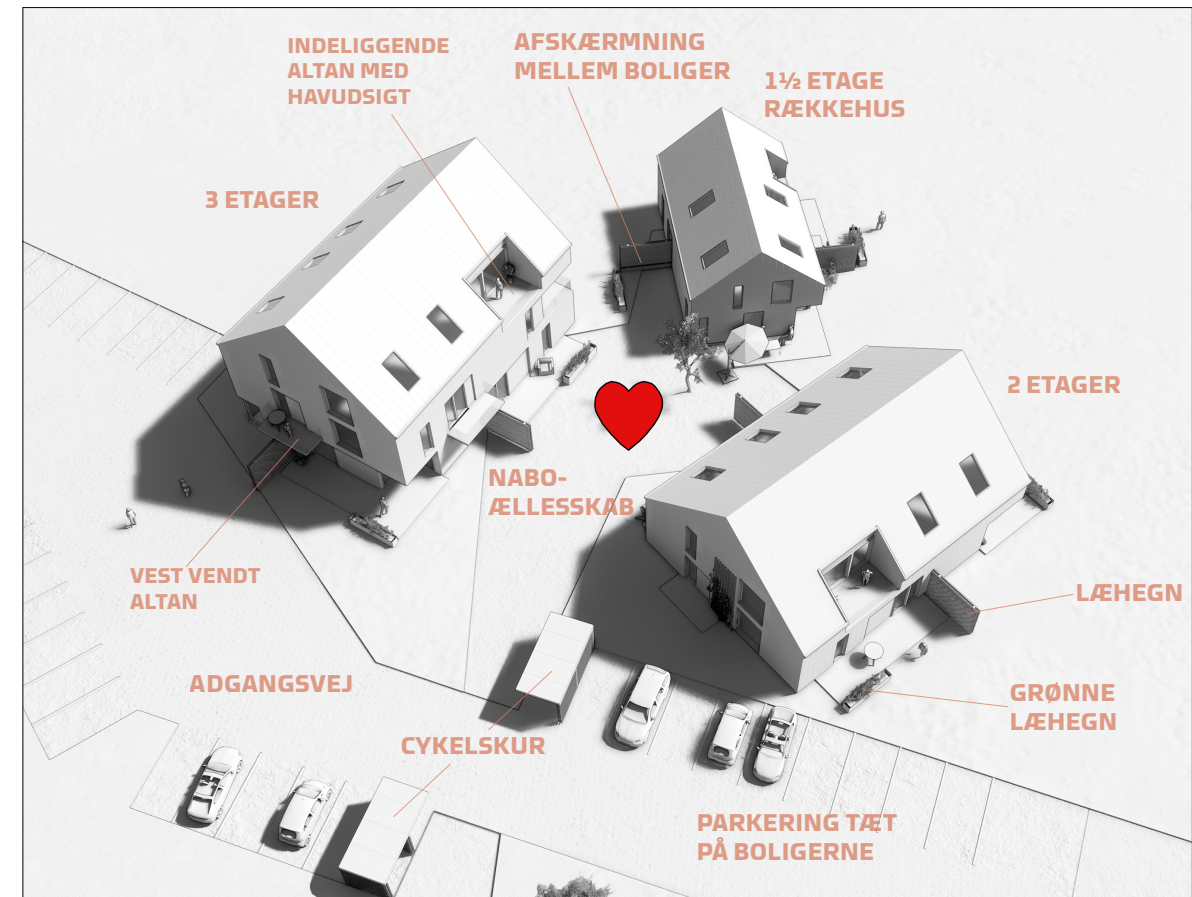 INDELIGGENDE
ALTAN MED
HAVUDSIGT
AFSKÆRMNING
MELLEM BOLIGER
1½ ETAGE
RÆKKEHUS
3 ETAGER
2 ETAGER
NABO-
ÆLLESSKAB
VEST VENDT
ALTAN
LÆHEGN
ADGANGSVEJ
GRØNNE
LÆHEGN
CYKELSKUR
PARKERING TÆT
PÅ BOLIGERNE